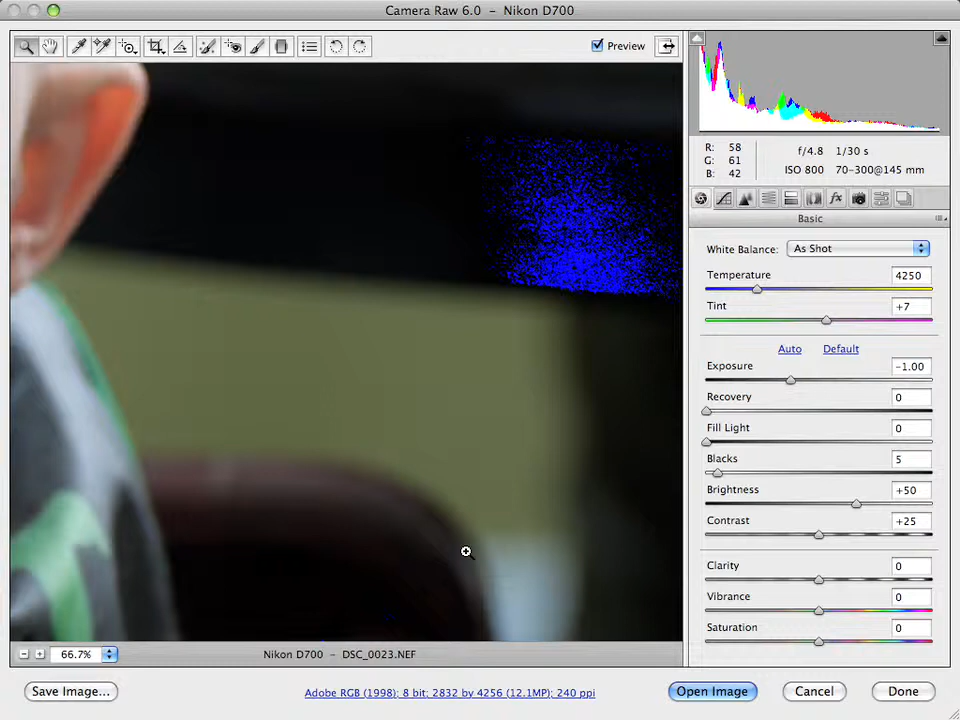 Camera Raw 6.0 – Nikon D700
Preview
R: 58
G: 61
B: 42
f/4.8 1/30 s
ISO 800 70-300@145 mm
Basic
White Balance: As Shot
Temperature 4250
Tint +7
Auto Default
Exposure -1.00
Recovery 0
Fill Light 0
Blacks 5
Brightness +50
Contrast +25
Clarity 0
Vibrance 0
Saturation 0
66.7% Nikon D700 – DSC_0023.NEF
Save Image... Adobe RGB (1998); 8 bit; 2832 by 4256 (12.1MP); 240 ppi Open Image Cancel Done